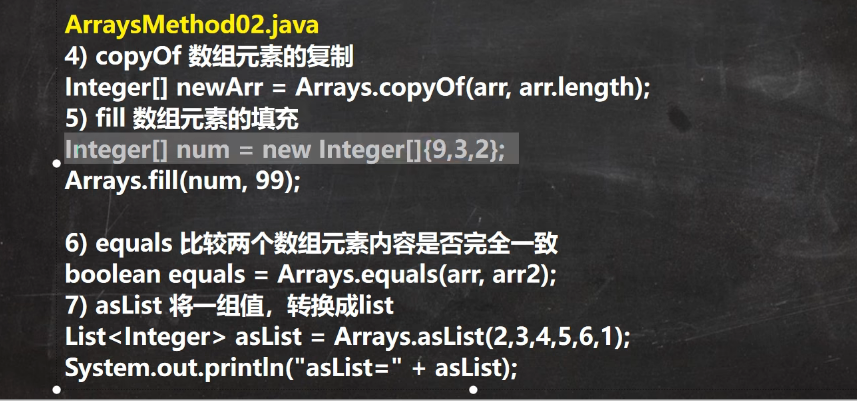 ArraysMethod02.java
4) copyOf 数组元素的复制
Integer[] newArr = Arrays.copyOf(arr, arr.length);
5) fill 数组元素的填充
Integer[] num = new Integer[]{9,3,2};
Arrays.fill(num, 99);
6) equals 比较两个数组元素内容是否完全一致
boolean equals = Arrays.equals(arr, arr2);
7) asList 将一组值，转换成list
List<Integer> asList = Arrays.asList(2,3,4,5,6,1);
System.out.println("asList=" + asList);